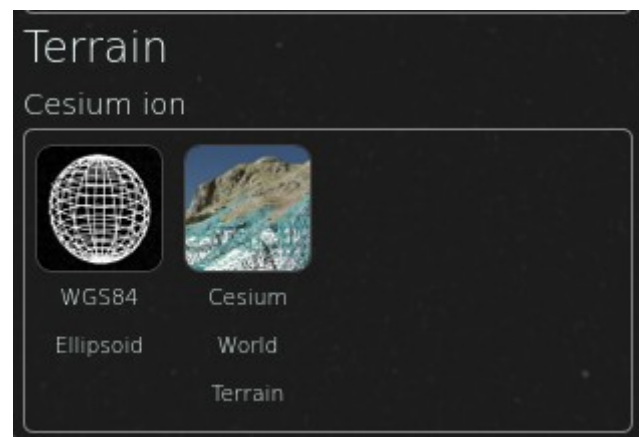 Terrain
Cesium ion
WGS84
Ellipsoid
Cesium
World
Terrain